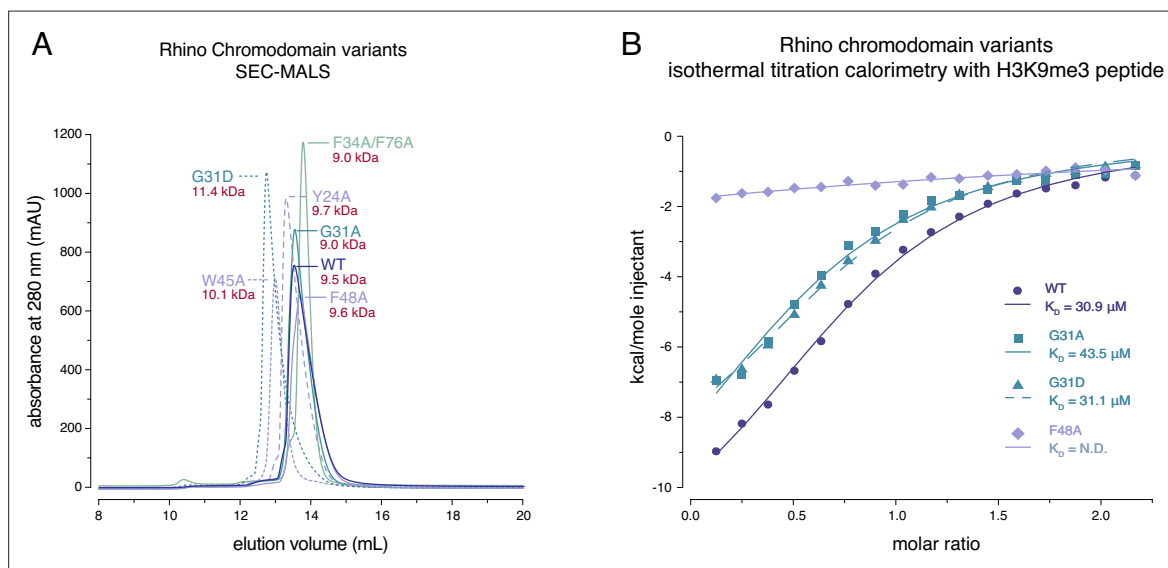 A
Rhino Chromodomain variants
SEC-MALS
absorbance at 280 nm (mAU)
1200
1000
800
600
400
200
0
8
10
12
14
16
18
20
elution volume (mL)
F34A/F76A
9.0 kDa
G31D
11.4 kDa
Y24A
9.7 kDa
G31A
9.0 kDa
WT
9.5 kDa
W45A
10.1 kDa
F48A
9.6 kDa
B
Rhino chromodomain variants
isothermal titration calorimetry with H3K9me3 peptide
kcal/mole injectant
0
-2
-4
-6
-8
-10
0.0
0.5
1.0
1.5
2.0
molar ratio
WT
K_D = 30.9 µM
G31A
K_D = 43.5 µM
G31D
K_D = 31.1 µM
F48A
K_D = N.D.